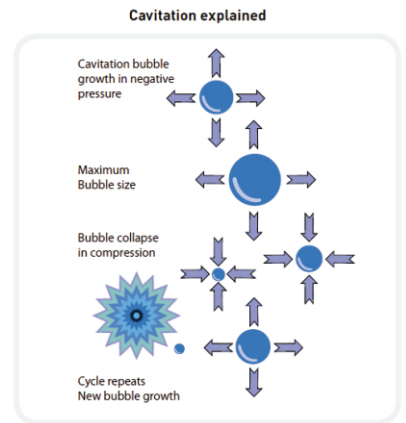 Cavitation explained
Cavitation bubble
growth in negative
pressure
Maximum
Bubble size
Bubble collapse
in compression
Cycle repeats
New bubble growth